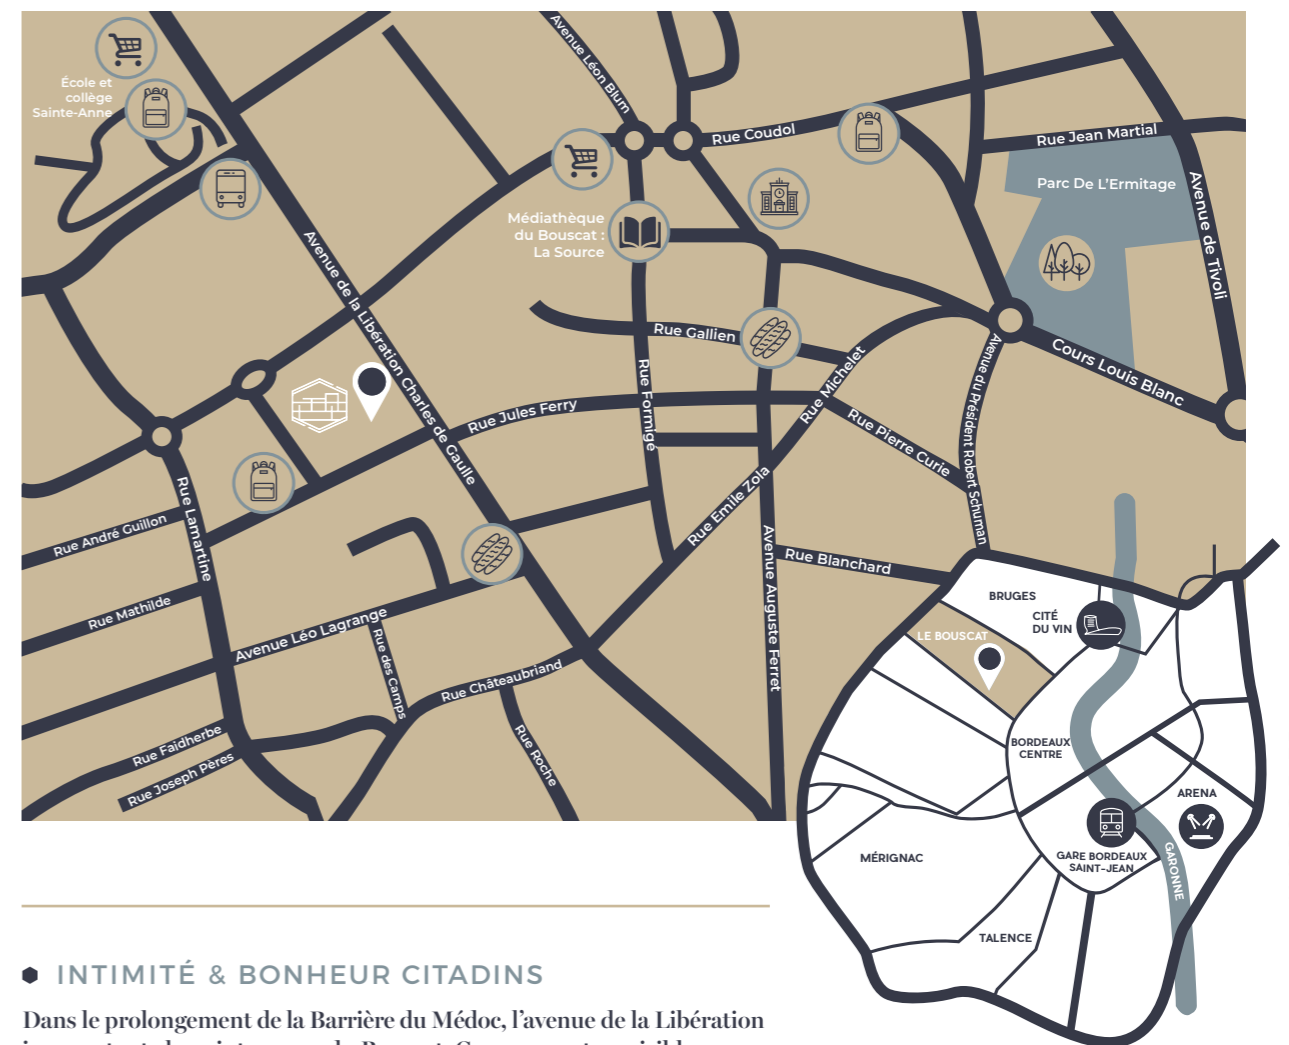 École et
collège
Sainte-Anne
Avenue Léon Blum
Rue Coudol
Rue Jean Martial
Parc De L'Ermitage
Avenue de Tivoli
Médiathèque
du Bouscat :
La Source
Avenue de la Libération Charles de Gaulle
Rue Gallien
Rue Michelet
Avenue du Président Robert Schuman
Cours Louis Blanc
Rue Formigé
Rue Jules Ferry
Rue Pierre Curie
Rue Lamartine
Rue André Guillon
Rue Emile Zola
Avenue Auguste Ferret
Rue Blanchard
Rue Mathilde
Avenue Léo Lagrange
Rue des Camps
Rue Châteaubriand
Rue Roche
Rue Faidherbe
Rue Joseph Pères
BRUGES
CITÉ
DU VIN
LE BOUSCAT
BORDEAUX
CENTRE
ARENA
MÉRIGNAC
GARE BORDEAUX
SAINT-JEAN
GARONNE
TALENCE
INTIMITÉ & BONHEUR CITADINS
Dans le prolongement de la Barrière du Médoc, l'avenue de la Libération